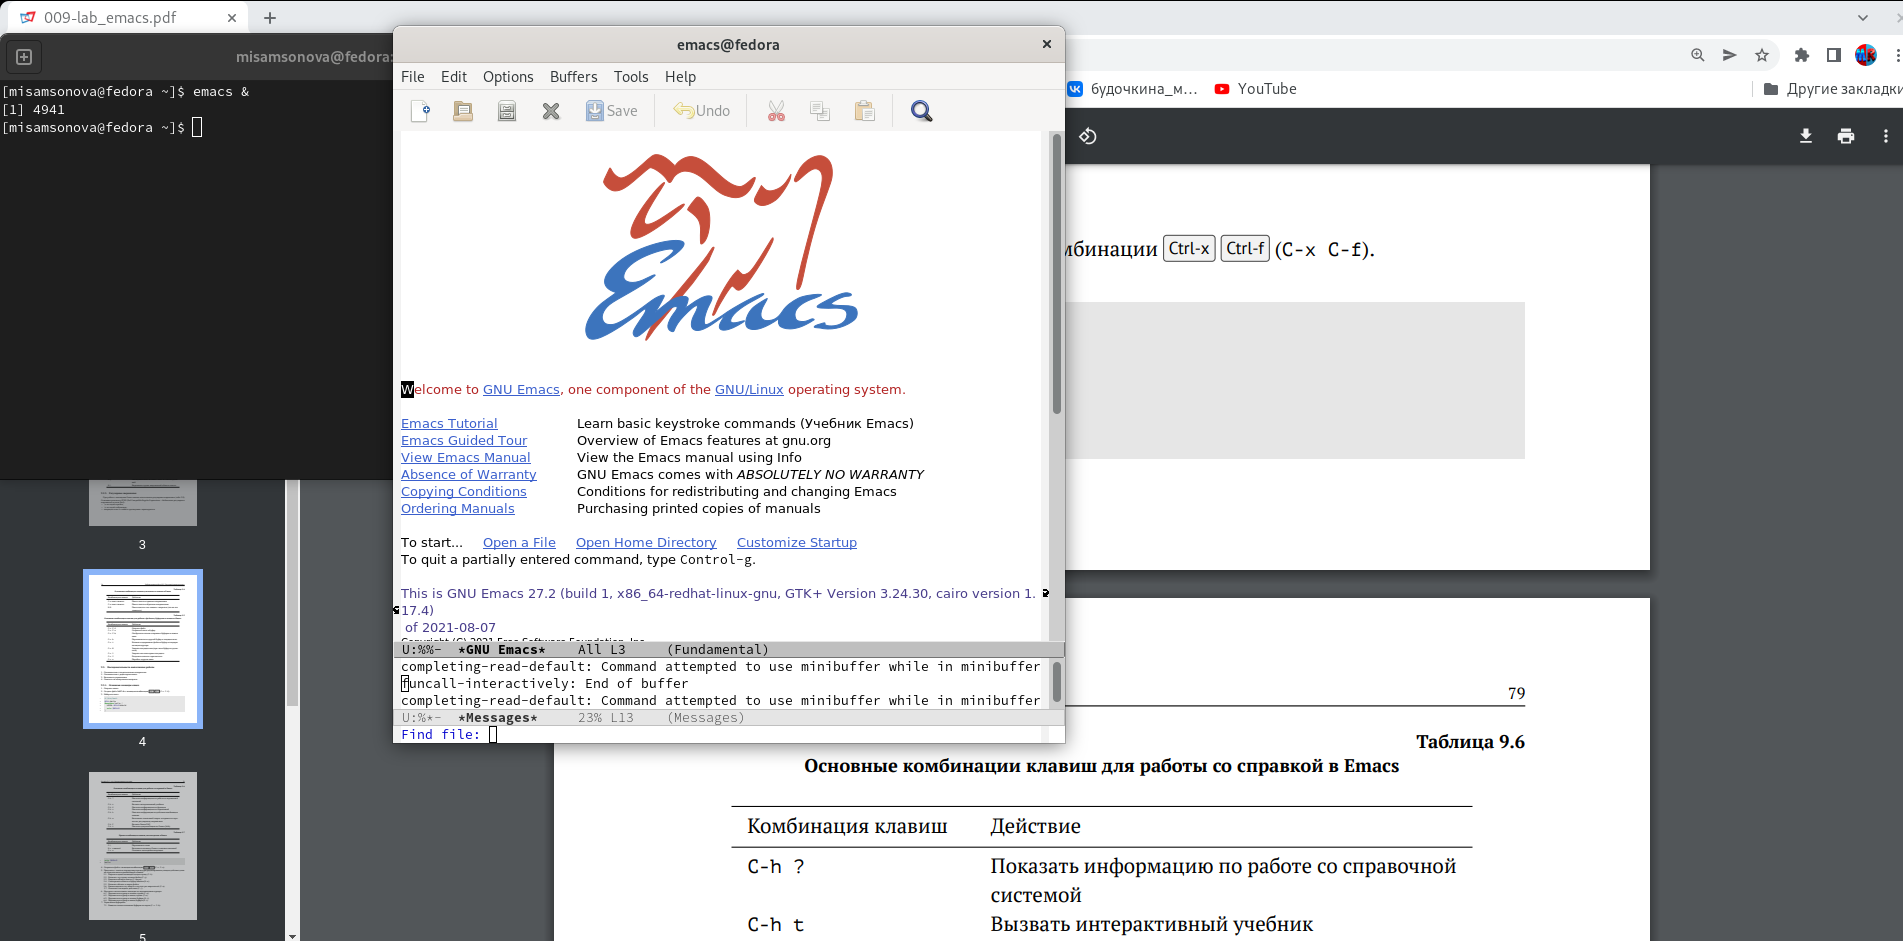 009-lab_emacs.pdf
misamsonova@fedora:
[misamsonova@fedora ~]$ emacs &
[1] 4941
[misamsonova@fedora ~]$
emacs@fedora
File Edit Options Buffers Tools Help
Save Undo
Emacs
Welcome to GNU Emacs, one component of the GNU/Linux operating system.
Emacs Tutorial Learn basic keystroke commands (Учебник Emacs)
Emacs Guided Tour Overview of Emacs features at gnu.org
View Emacs Manual View the Emacs manual using Info
Absence of Warranty GNU Emacs comes with ABSOLUTELY NO WARRANTY
Copying Conditions Conditions for redistributing and changing Emacs
Ordering Manuals Purchasing printed copies of manuals
To start... Open a File Open Home Directory Customize Startup
To quit a partially entered command, type Control-g.
This is GNU Emacs 27.2 (build 1, x86_64-redhat-linux-gnu, GTK+ Version 3.24.30, cairo version 1.
17.4)
of 2021-08-07
Copyright (C) 2021 Free Software Foundation, Inc.
U:%%- *GNU Emacs* All L3 (Fundamental)
completing-read-default: Command attempted to use minibuffer while in minibuffer
funcall-interactively: End of buffer
completing-read-default: Command attempted to use minibuffer while in minibuffer
U:%*- *Messages* 23% L13 (Messages)
Find file:
будочкина_м... YouTube Другие закладки
мбинации Ctrl-x Ctrl-f (C-x C-f).
3
4
5
79
Таблица 9.6
Основные комбинации клавиш для работы со справкой в Emacs
Комбинация клавиш Действие
C-h ? Показать информацию по работе со справочной
системой
C-h t Вызвать интерактивный учебник